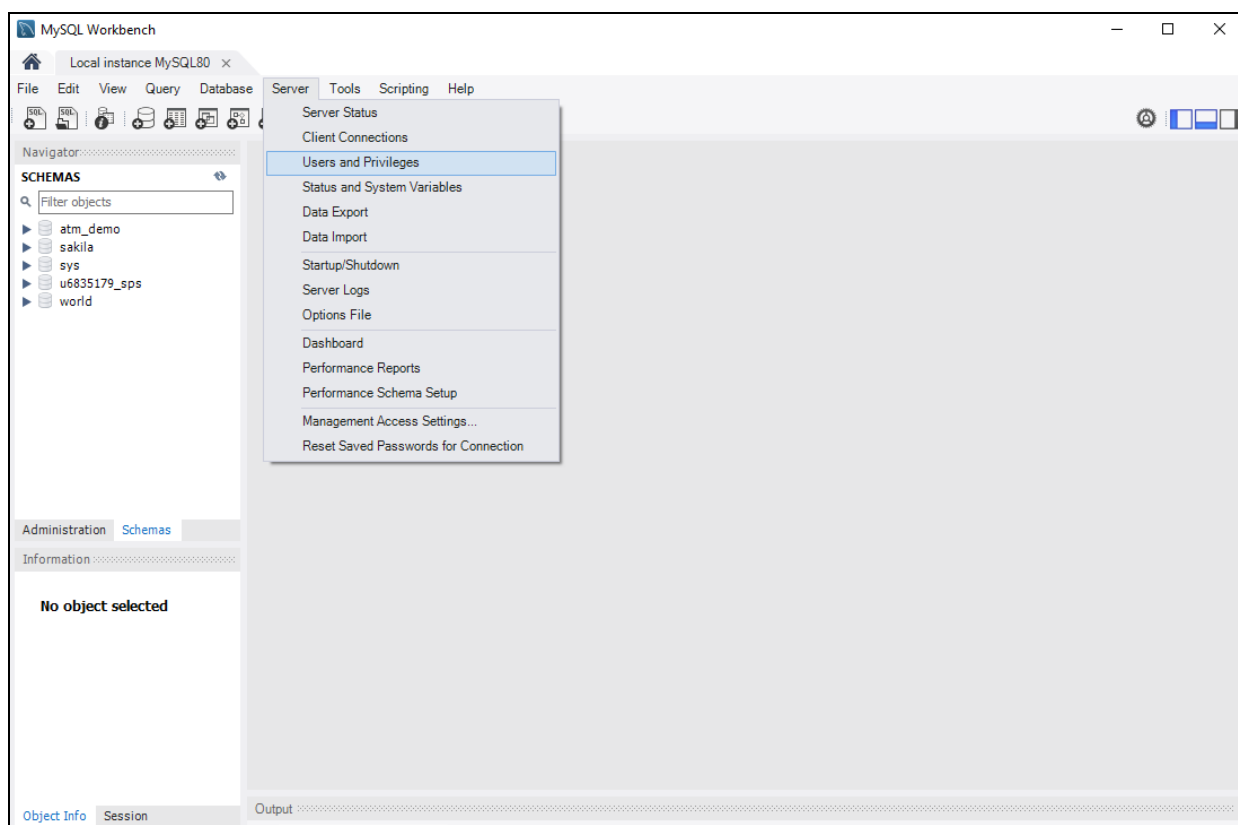 MySQL Workbench
Local instance MySQL80
File Edit View Query Database Server Tools Scripting Help
Server Status
Client Connections
Users and Privileges
Status and System Variables
Data Export
Data Import
Startup/Shutdown
Server Logs
Options File
Dashboard
Performance Reports
Performance Schema Setup
Management Access Settings...
Reset Saved Passwords for Connection
SQL SQL
Navigator
SCHEMAS
Filter objects
atm_demo
sakila
sys
u6835179_sps
world
Administration Schemas
Information
No object selected
Object Info Session
Output